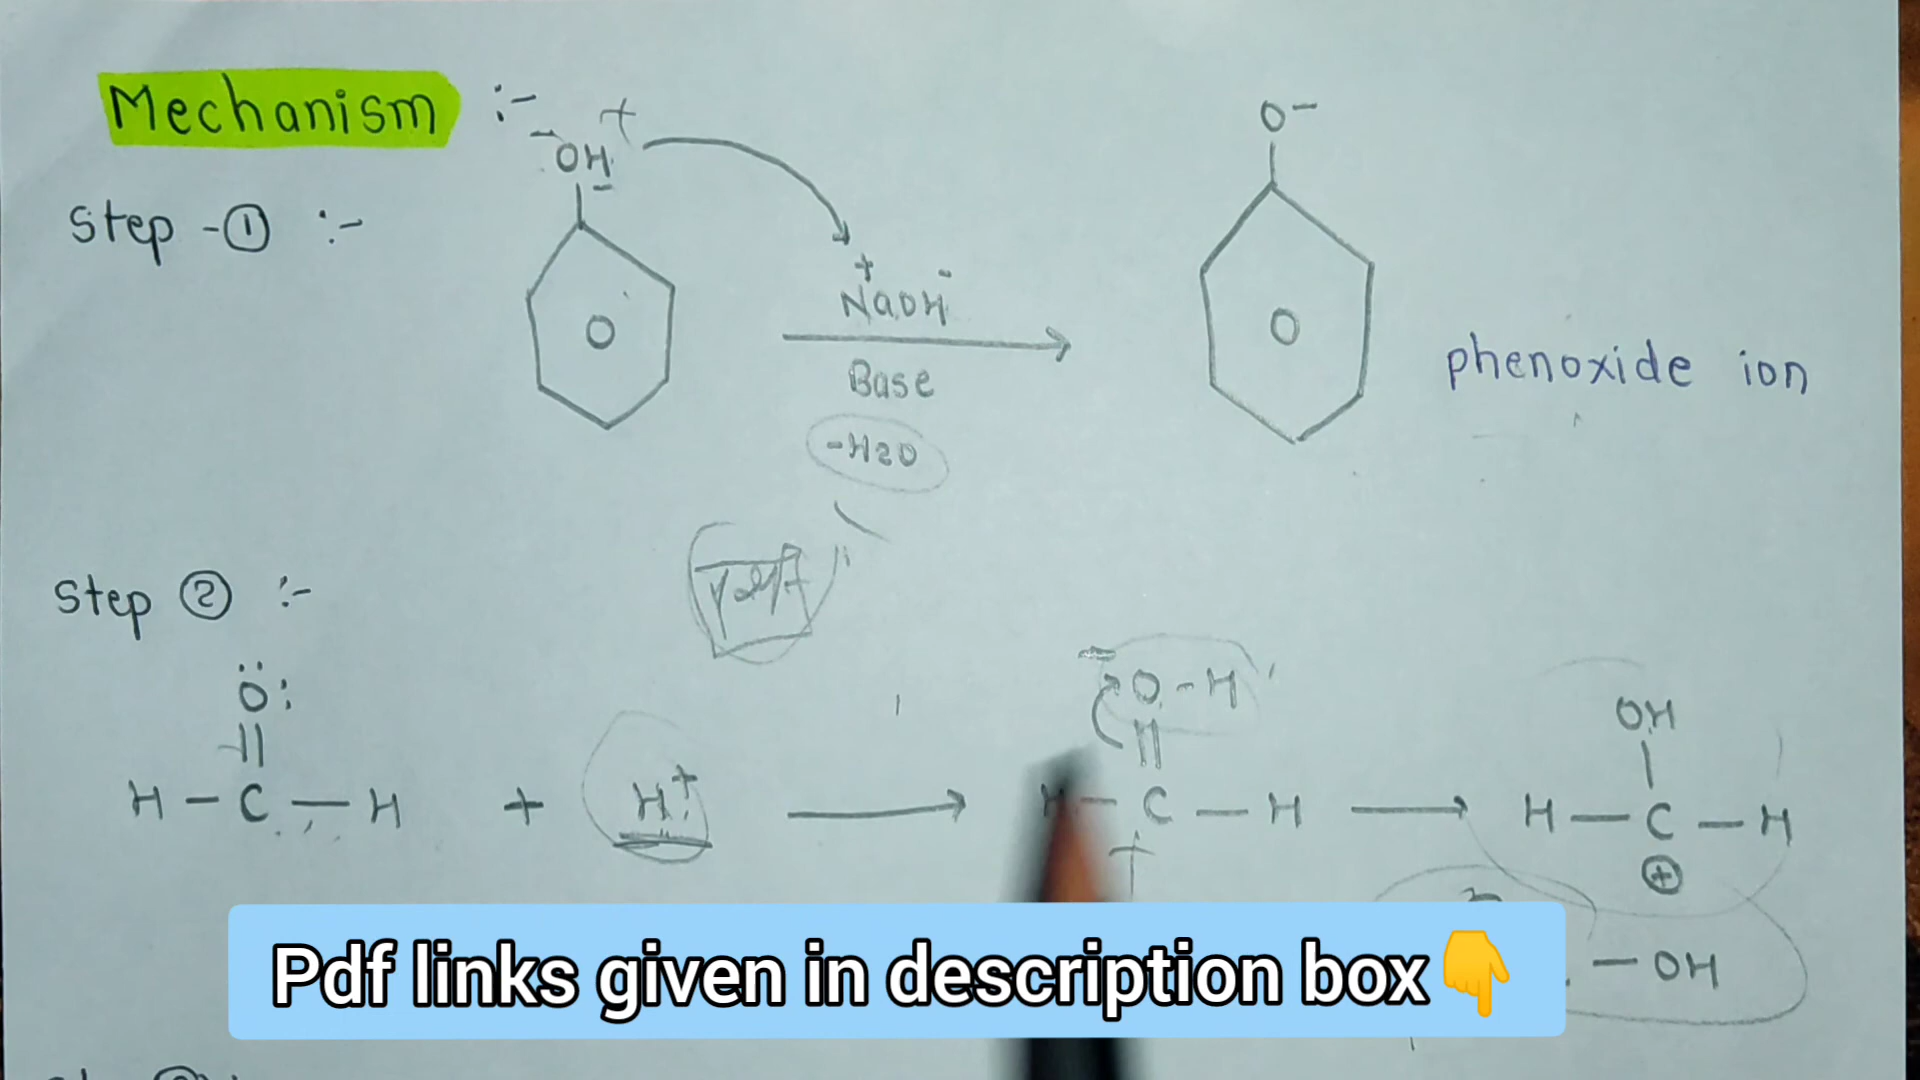 Mechanism :-
Step -① :-
- OH +
-
O-
+ NaOH -
Base
-H2O
phenoxide ion
Step ② :-
O
O-H
OH
H-C-H + H+ → H-C-H → H-C-H
+
⊕
- OH
Pdf links given in description box👇